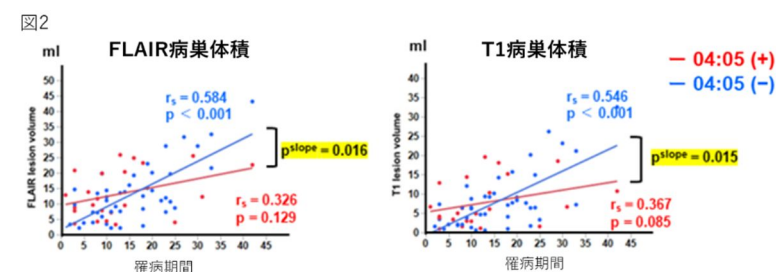 図2
FLAIR病巣体積
ml
50
45
40
35
30
25
20
15
10
5
0
FLAIR lesion volume
0 5 10 15 20 25 30 35 40 45
罹病期間
rs = 0.584
p < 0.001
pslope = 0.016
rs = 0.326
p = 0.129
T1病巣体積
ml
40
35
30
25
20
15
10
5
0
T1 lesion volume
0 5 10 15 20 25 30 35 40 45
罹病期間
rs = 0.546
p < 0.001
pslope = 0.015
rs = 0.367
p = 0.085
04:05 (+)
04:05 (−)